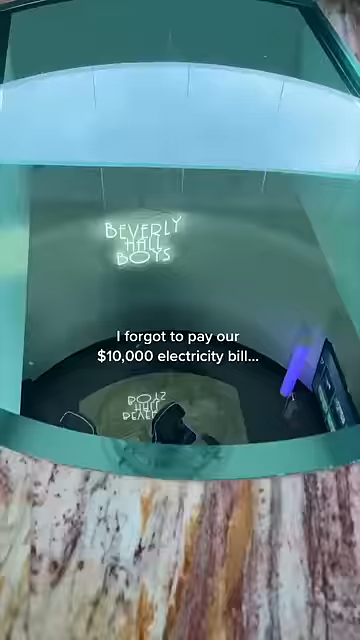 BEVERLY
HALL
BOYS
I forgot to pay our
$10,000 electricity bill...